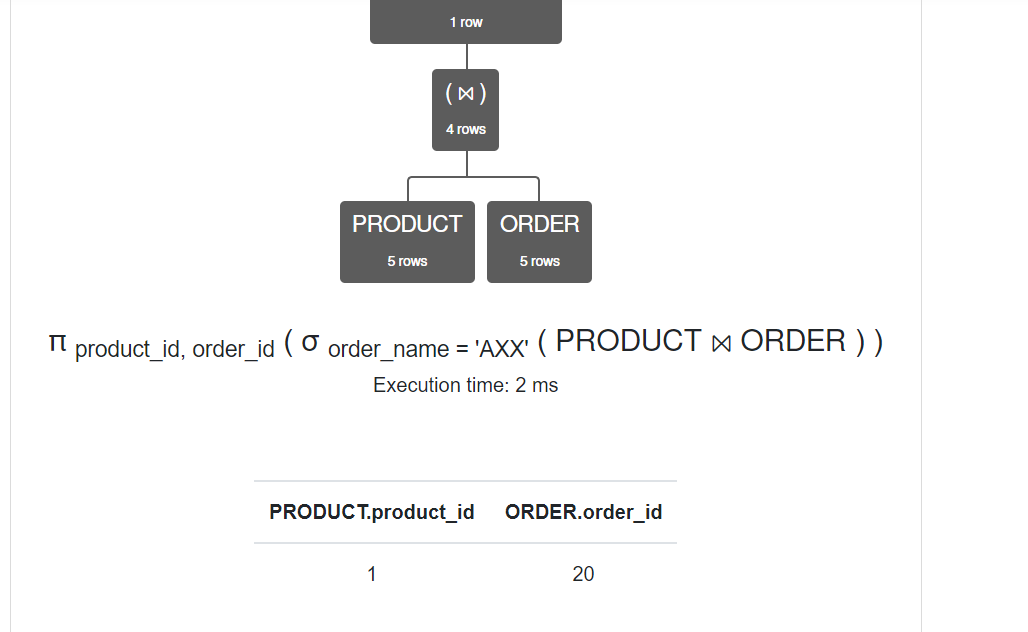 1 row
( ⋈ )
4 rows
PRODUCT ORDER
5 rows 5 rows
π product_id, order_id ( σ order_name = 'AXX' ( PRODUCT ⋈ ORDER ) )
Execution time: 2 ms
PRODUCT.product_id ORDER.order_id
1 20